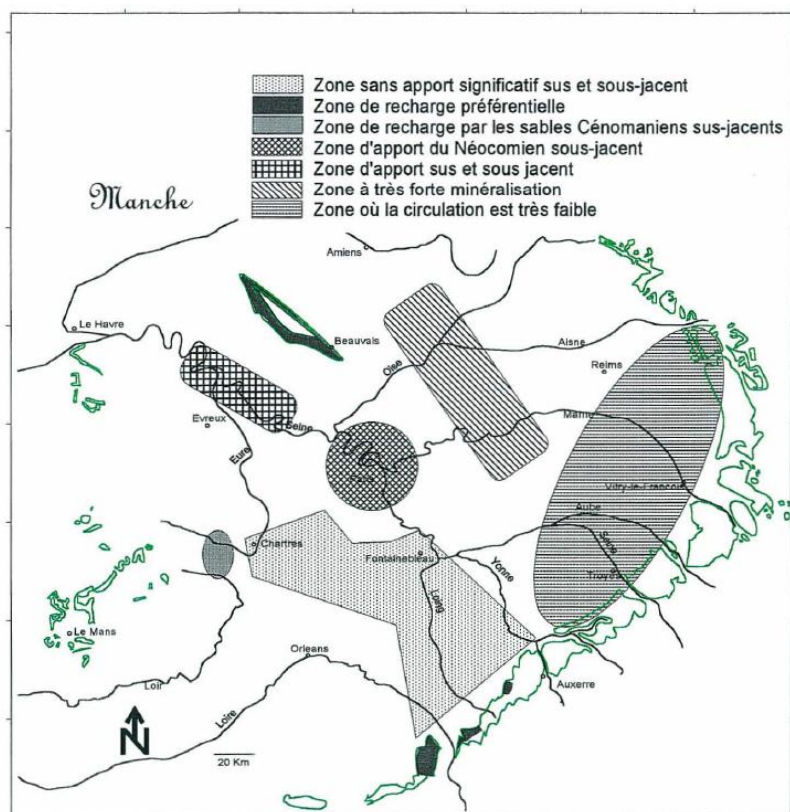 Zone sans apport significatif sus et sous-jacent
Zone de recharge préférentielle
Zone de recharge par les sables Cénomaniens sus-jacents
Zone d'apport du Néocomien sous-jacent
Zone d'apport sus et sous jacent
Zone à très forte minéralisation
Zone où la circulation est très faible
Manche
Amiens
Le Havre
Beauvais
Aisne
Oise
Reims
Evreux
Seine
Marne
Eure
Vitry-le-François
Aube
Chartres
Fontainebleau
Seine
Yonne
Troyes
Loing
Le Mans
Orleans
Auxerre
Loir
Loire
N
20 Km